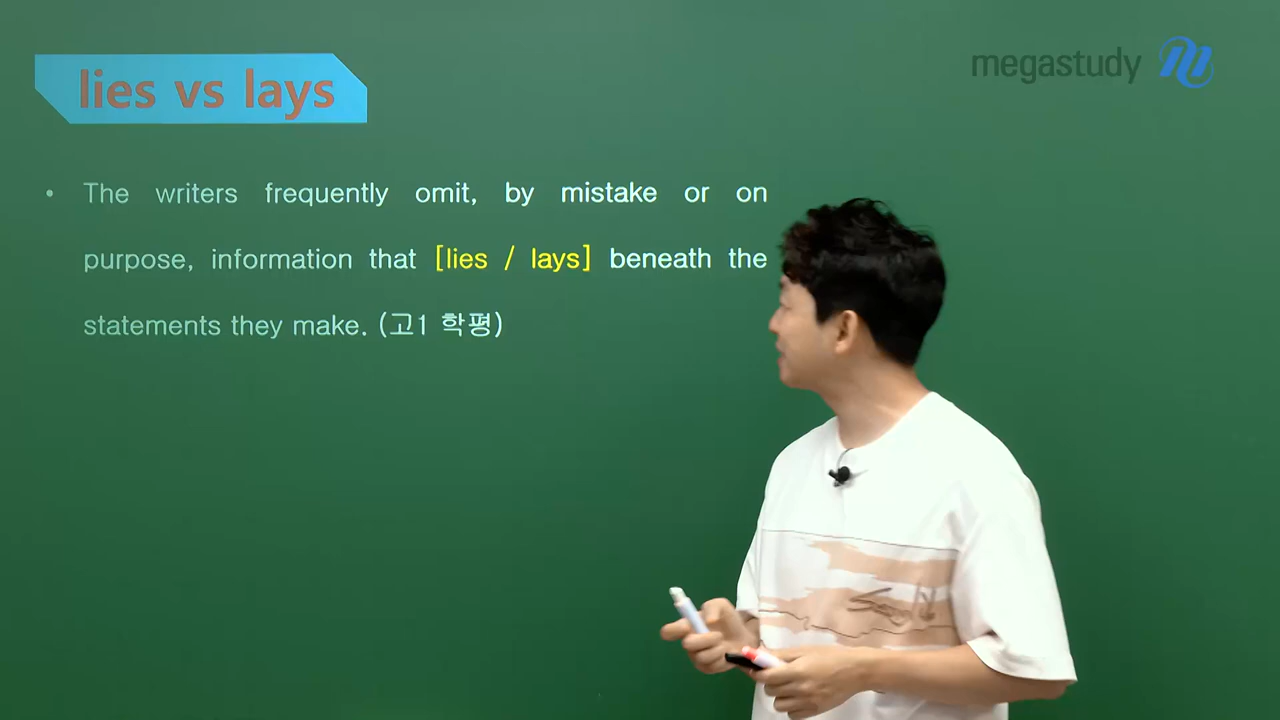 lies vs lays
megastudy
• The writers frequently omit, by mistake or on
purpose, information that [lies / lays] beneath the
statements they make. (고1 학평)